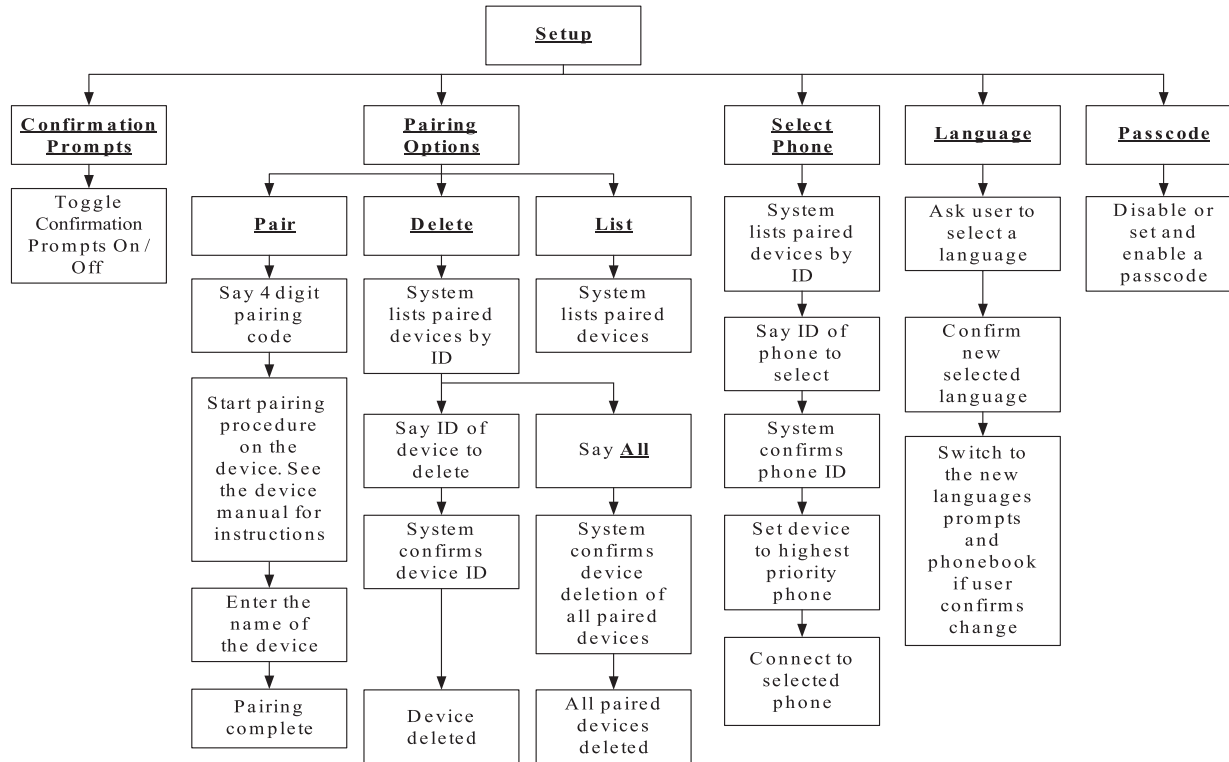 Setup
Confirmation
Prompts
Toggle
Confirmation
Prompts On /
Off
Pairing
Options
Pair
Say 4 digit
pairing
code
Start pairing
procedure
on the
device. See
the device
manual for
instructions
Enter the
name of
the device
Pairing
complete
Delete
System
lists paired
devices by
ID
Say ID of
device to
delete
System
confirms
device ID
Device
deleted
Say All
System
confirms
device
deletion of
all paired
devices
All paired
devices
deleted
List
System
lists paired
devices
Select
Phone
System
lists paired
devices by
ID
Say ID of
phone to
select
System
confirms
phone ID
Set device
to highest
priority
phone
Connect to
selected
phone
Language
Ask user to
select a
language
Confirm
new
selected
language
Switch to
the new
languages
prompts
and
phonebook
if user
confirms
change
Passcode
Disable or
set and
enable a
passcode